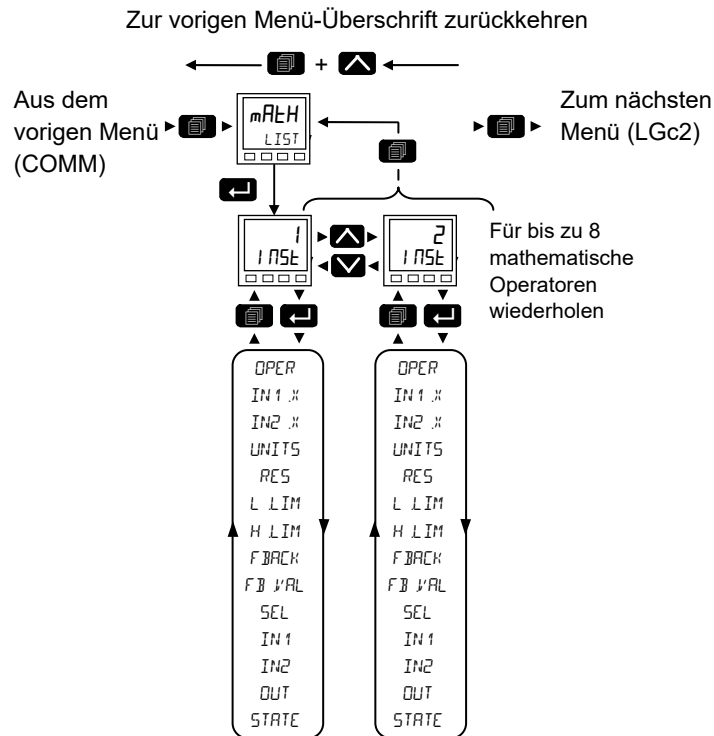 Zur vorigen Menü-Überschrift zurückkehren
+
Aus dem
vorigen Menü
(COMM)
mAtH
LIST
Zum nächsten
Menü (LGc2)
1
InSt
2
InSt
Für bis zu 8
mathematische
Operatoren
wiederholen
OPER
IN1.X
IN2.X
UNITS
RES
L.LIM
H.LIM
F.BACK
FB.VAL
SEL
IN1
IN2
OUT
STATE
OPER
IN1.X
IN2.X
UNITS
RES
L.LIM
H.LIM
F.BACK
FB.VAL
SEL
IN1
IN2
OUT
STATE